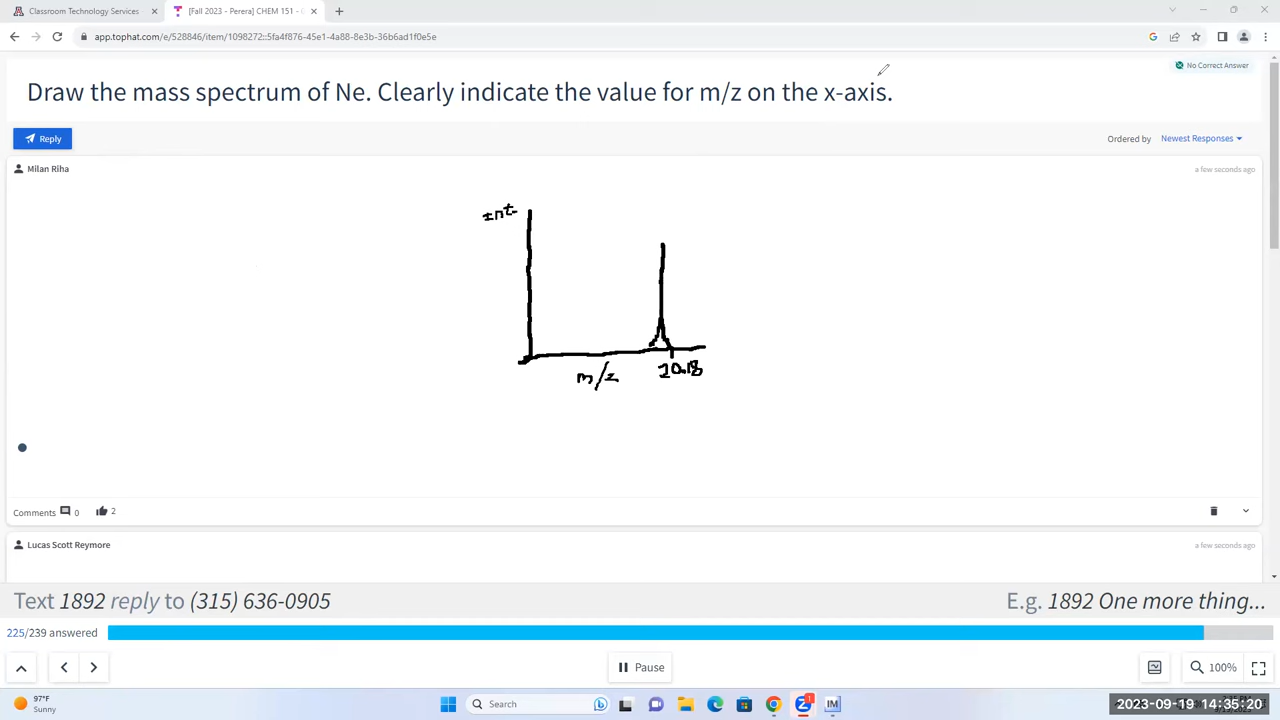 Classroom Technology Services
[Fall 2023 - Perera] CHEM 151 -
app.tophat.com/e/528846/item/1098272::5fa4f876-45e1-4a88-8e3b-36b6ad1f0e5e
No Correct Answer
Draw the mass spectrum of Ne. Clearly indicate the value for m/z on the x-axis.
Reply
Ordered by Newest Responses
Milan Riha
a few seconds ago
int.
m/z
20.18
Comments 0 2
Lucas Scott Reymore
a few seconds ago
Text 1892 reply to (315) 636-0905
E.g. 1892 One more thing...
225/239 answered
Pause
100%
97°F
Sunny
Search
1
IM
2023-09-19 14:35:20